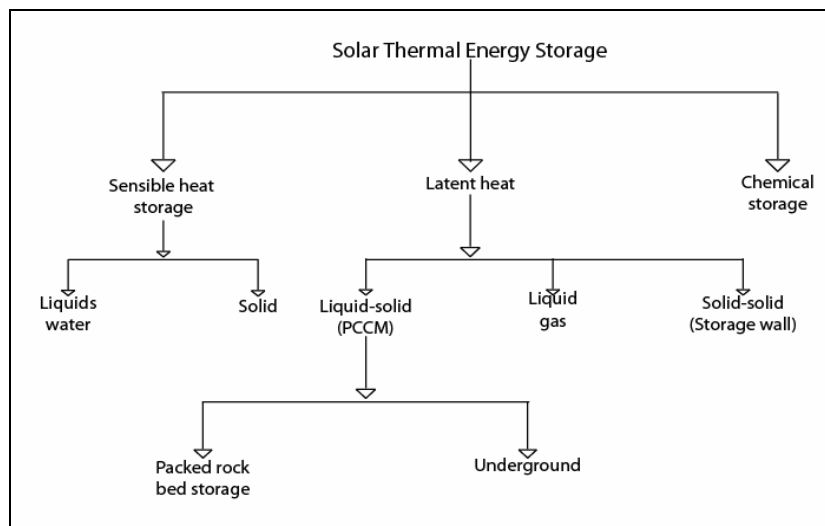 Solar Thermal Energy Storage
Sensible heat
storage
Latent heat
Chemical
storage
Liquids
water
Solid
Liquid-solid
(PCCM)
Liquid
gas
Solid-solid
(Storage wall)
Packed rock
bed storage
Underground